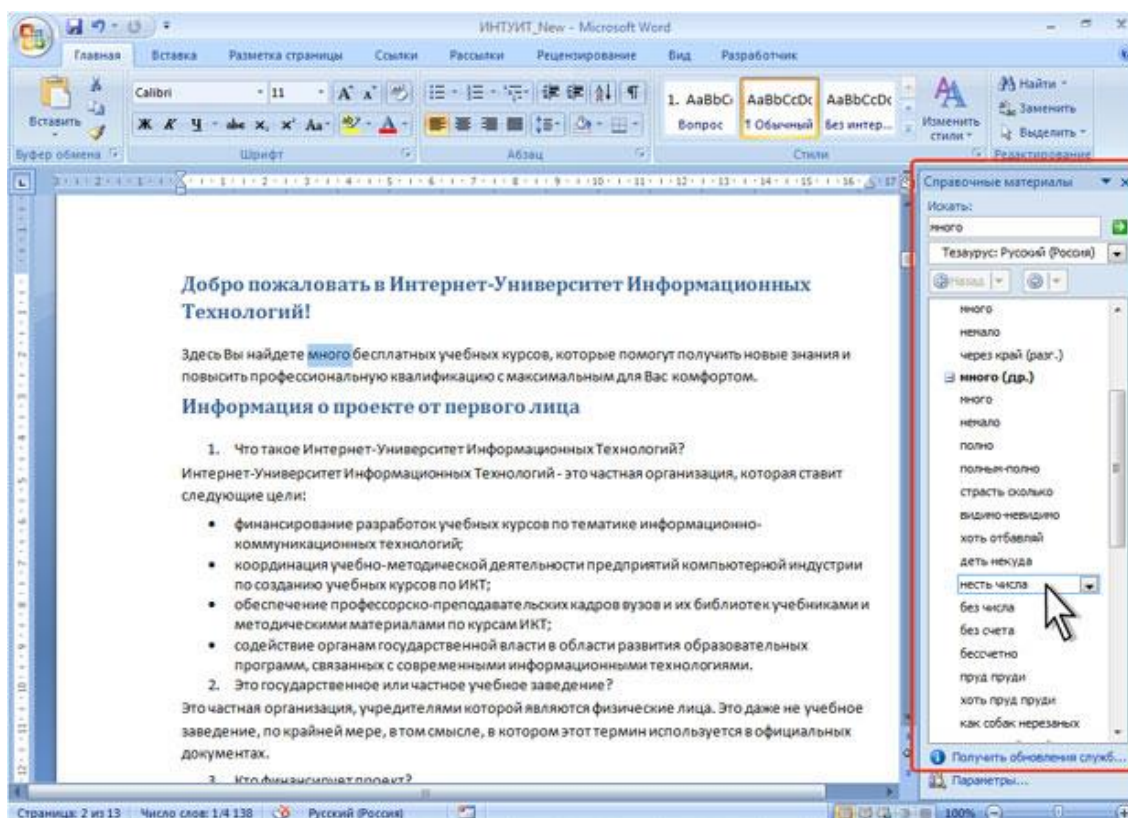 ИНТУИТ_New - Microsoft Word
Главная Вставка Разметка страницы Ссылки Рассылки Рецензирование Вид Разработчик
Вставить
Буфер обмена
Calibri 11
Ж К Ч abc x, x² Aa
Шрифт
Абзац
1. AaBbC AaBbCcDc AaBbCcDc
Вопрос ¶ Обычный Без интер...
Стили
Изменить стили
Найти
Заменить
Выделить
Редактирование
Добро пожаловать в Интернет-Университет Информационных
Технологий!
Здесь Вы найдете много бесплатных учебных курсов, которые помогут получить новые знания и
повысить профессиональную квалификацию с максимальным для Вас комфортом.
Информация о проекте от первого лица
1. Что такое Интернет-Университет Информационных Технологий?
Интернет-Университет Информационных Технологий - это частная организация, которая ставит
следующие цели:
• финансирование разработок учебных курсов по тематике информационно-
коммуникационных технологий;
• координация учебно-методической деятельности предприятий компьютерной индустрии
по созданию учебных курсов по ИКТ;
• обеспечение профессорско-преподавательских кадров вузов и их библиотек учебниками и
методическими материалами по курсам ИКТ;
• содействие органам государственной власти в области развития образовательных
программ, связанных с современными информационными технологиями.
2. Это государственное или частное учебное заведение?
Это частная организация, учредителями которой являются физические лица. Это даже не учебное
заведение, по крайней мере, в том смысле, в котором этот термин используется в официальных
документах.
3. Кто финансирует проект?
Справочные материалы
Искать:
много
Тезаурус: Русский (Россия)
Назад
много
немало
через край (разг.)
много (др.)
много
немало
полно
полным-полно
страсть сколько
видимо-невидимо
хоть отбавляй
деть некуда
несть числа
без числа
без счета
бессчетно
пруд пруди
хоть пруд пруди
как собак нерезаных
Получить обновления служб...
Параметры...
Страница: 2 из 13 Число слов: 1/4 138 Русский (Россия) 100%